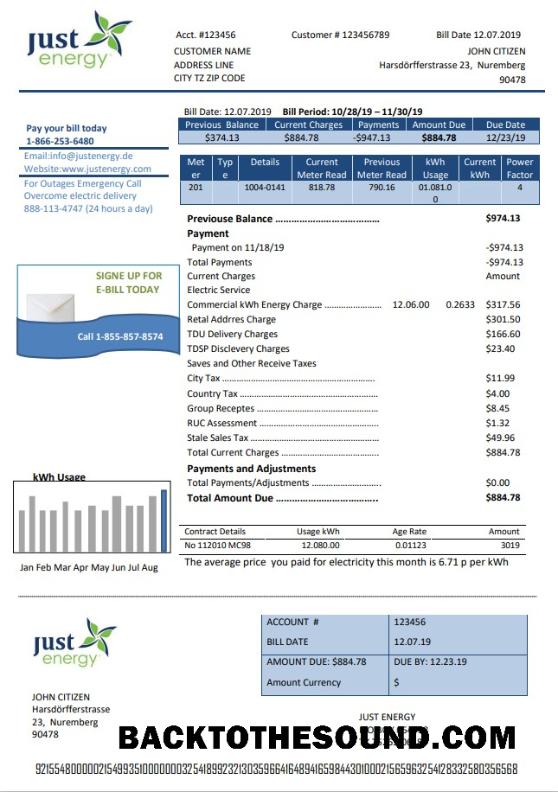 just
energy
Acct. #123456 Customer # 123456789 Bill Date 12.07.2019
CUSTOMER NAME JOHN CITIZEN
ADDRESS LINE Harsdörfferstrasse 23, Nuremberg
CITY TZ ZIP CODE 90478
Bill Date: 12.07.2019 Bill Period: 10/28/19 – 11/30/19
Previous Balance Current Charges Payments Amount Due Due Date
$374.13 $884.78 -$947.13 $884.78 12/23/19
Pay your bill today
1-866-253-6480
Email:info@justenergy.de
Website:www.justenergy.com
For Outages Emergency Call
Overcome electric delivery
888-113-4747 (24 hours a day)
Met Typ Details Current Previous kWh Current Power
er e Meter Read Meter Read Usage kWh Factor
201 1004-0141 818.78 790.16 01.081.0 4
0
Previouse Balance ………………………………… $974.13
Payment
Payment on 11/18/19 -$974.13
Total Payments -$974.13
Current Charges Amount
Electric Service
Commercial kWh Energy Charge ………………… 12.06.00 0.2633 $317.56
Retal Addrres Charge $301.50
TDU Delivery Charges $166.60
TDSP Disclevery Charges $23.40
Saves and Other Receive Taxes
City Tax ………………………………………… $11.99
Country Tax ……………………………………… $4.00
Group Receptes ………………………………… $8.45
RUC Assessment ………………………………… $1.32
Stale Sales Tax ………………………………… $49.96
Total Current Charges ………………………… $884.78
Payments and Adjustments
Total Payments/Adjustments ………………… $0.00
Total Amount Due …………………………….. $884.78
SIGNE UP FOR
E-BILL TODAY
Call 1-855-857-8574
kWh Usage
Jan Feb Mar Apr May Jun Jul Aug
Contract Details Usage kWh Age Rate Amount
No 112010 MC98 12.080.00 0.01123 3019
The average price you paid for electricity this month is 6.71 p per kWh
just
energy
ACCOUNT # 123456
BILL DATE 12.07.19
AMOUNT DUE: $884.78 DUE BY: 12.23.19
Amount Currency $
JOHN CITIZEN
Harsdörfferstrasse
23, Nuremberg
90478
JUST ENERGY
BACKTOTHESOUND.COM